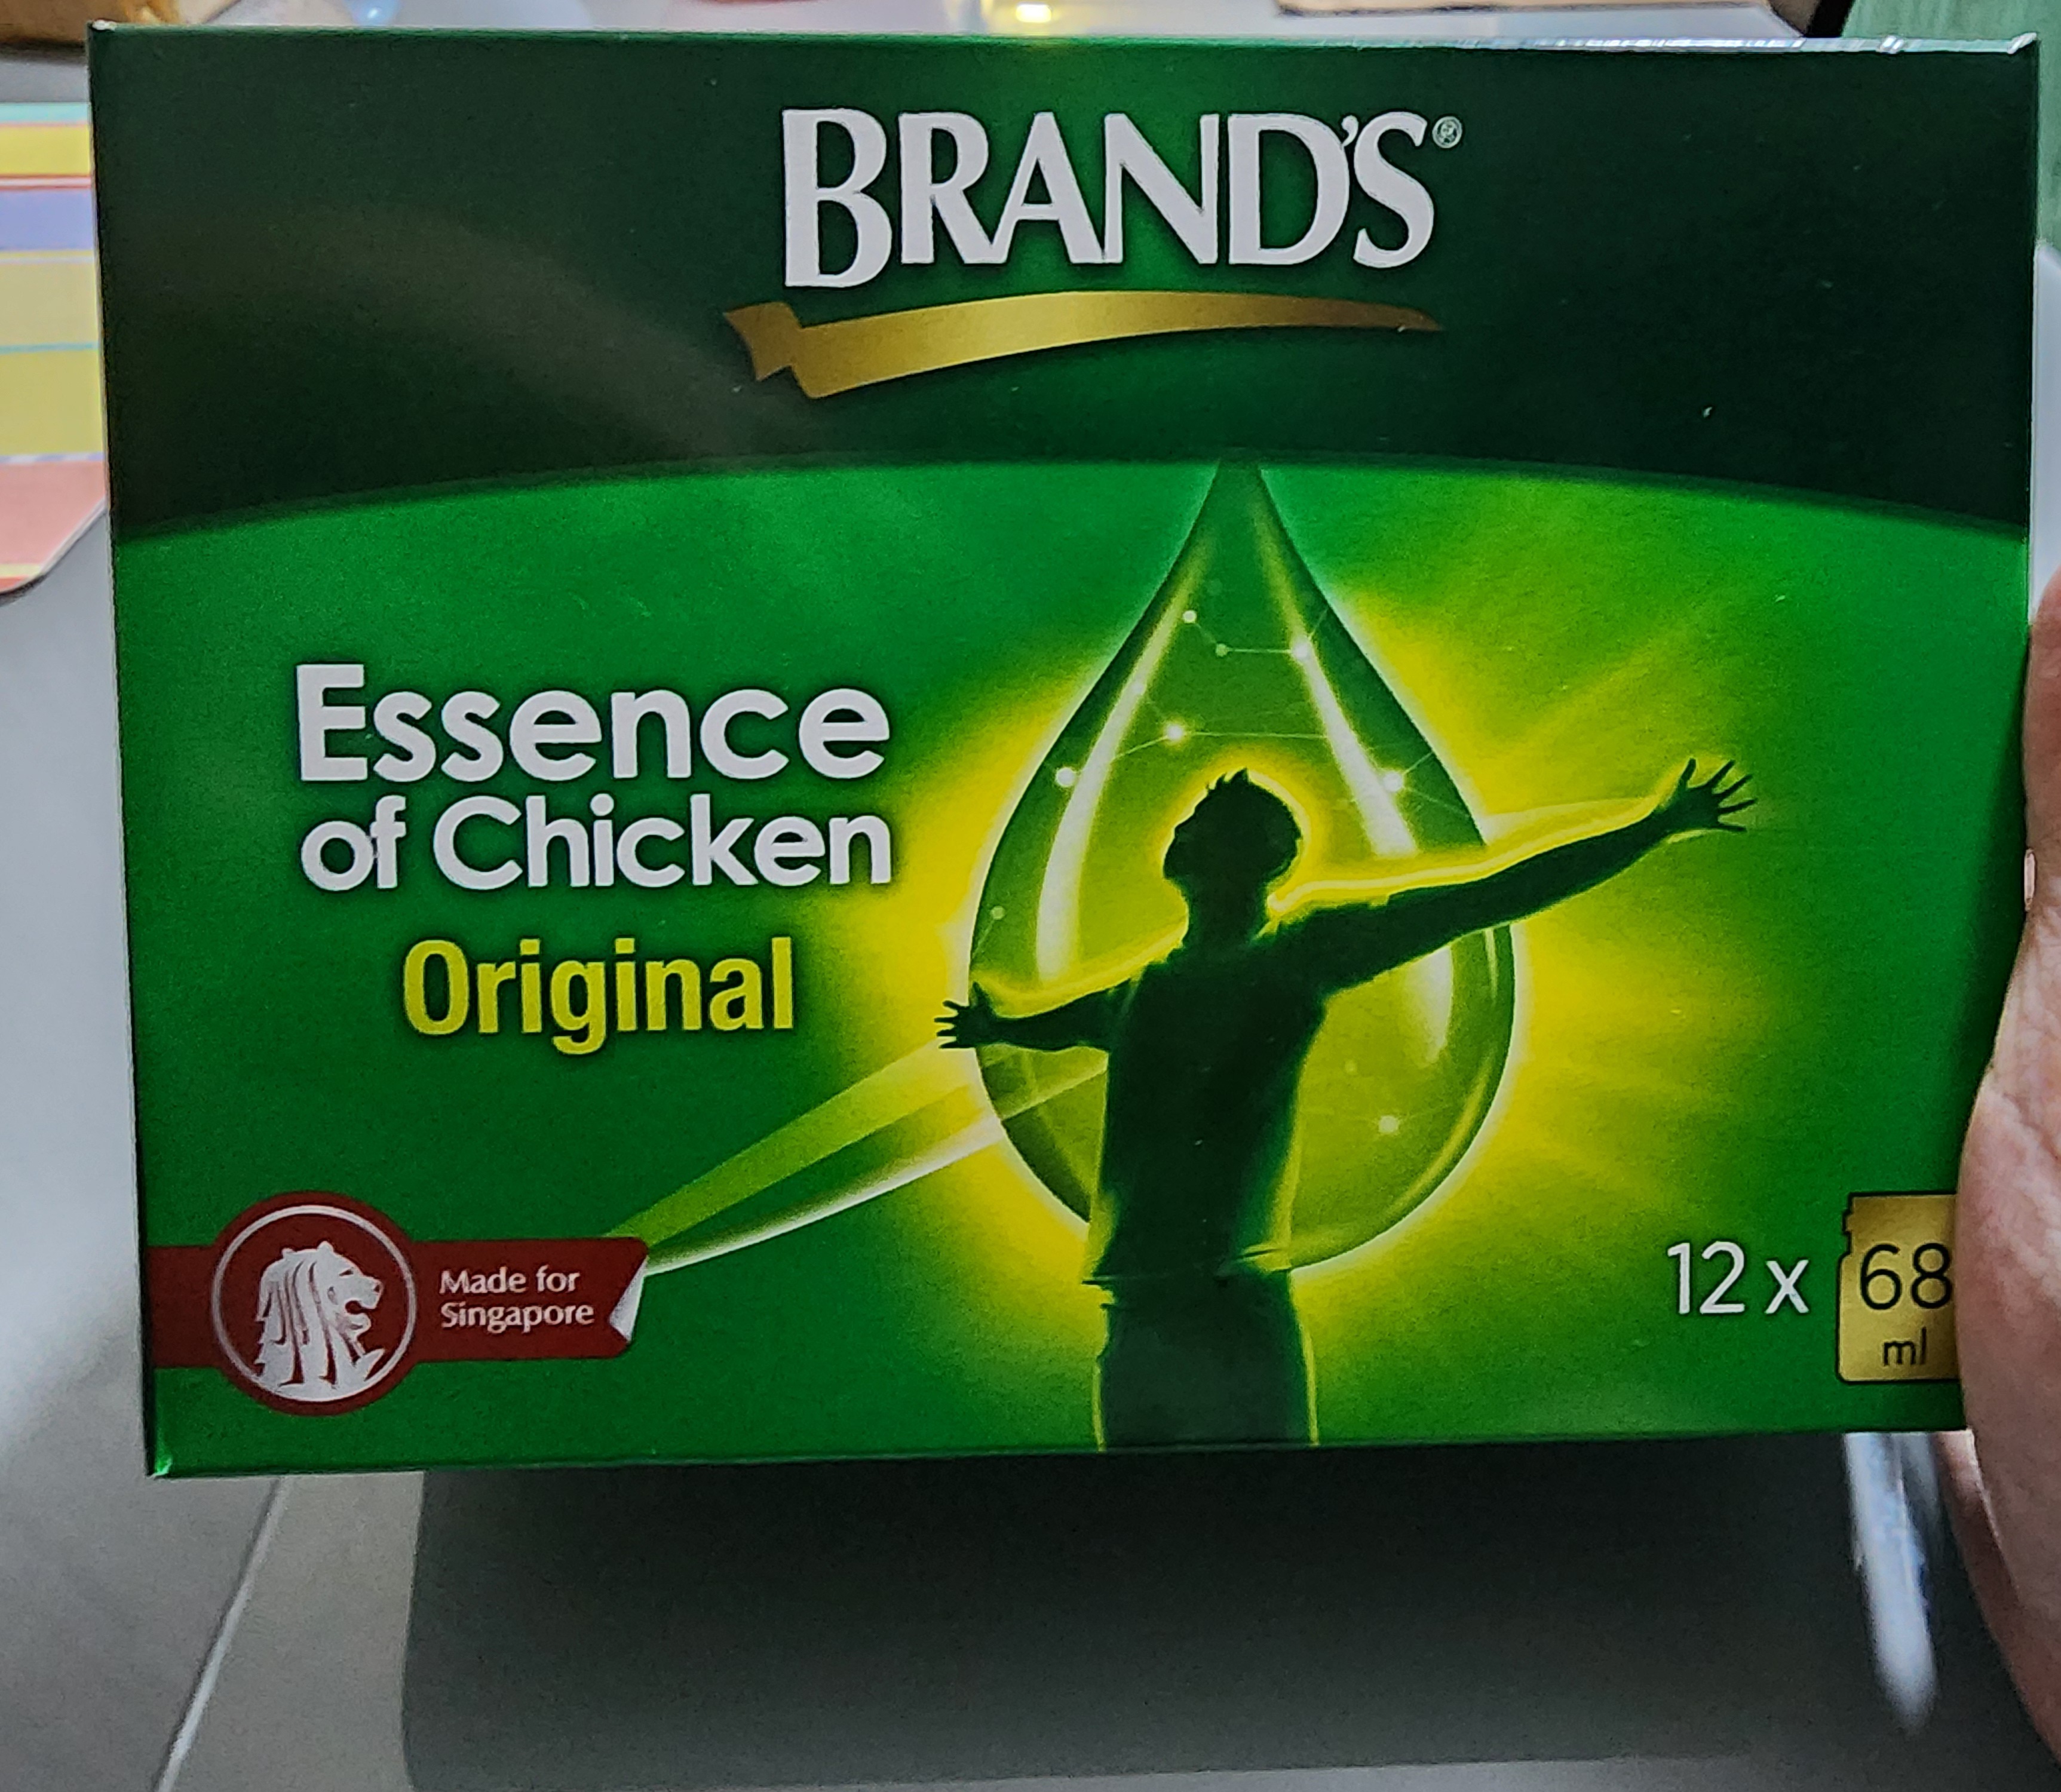 BRAND'S®
Essence
of Chicken
Original
Made for
Singapore
12 x 68
ml